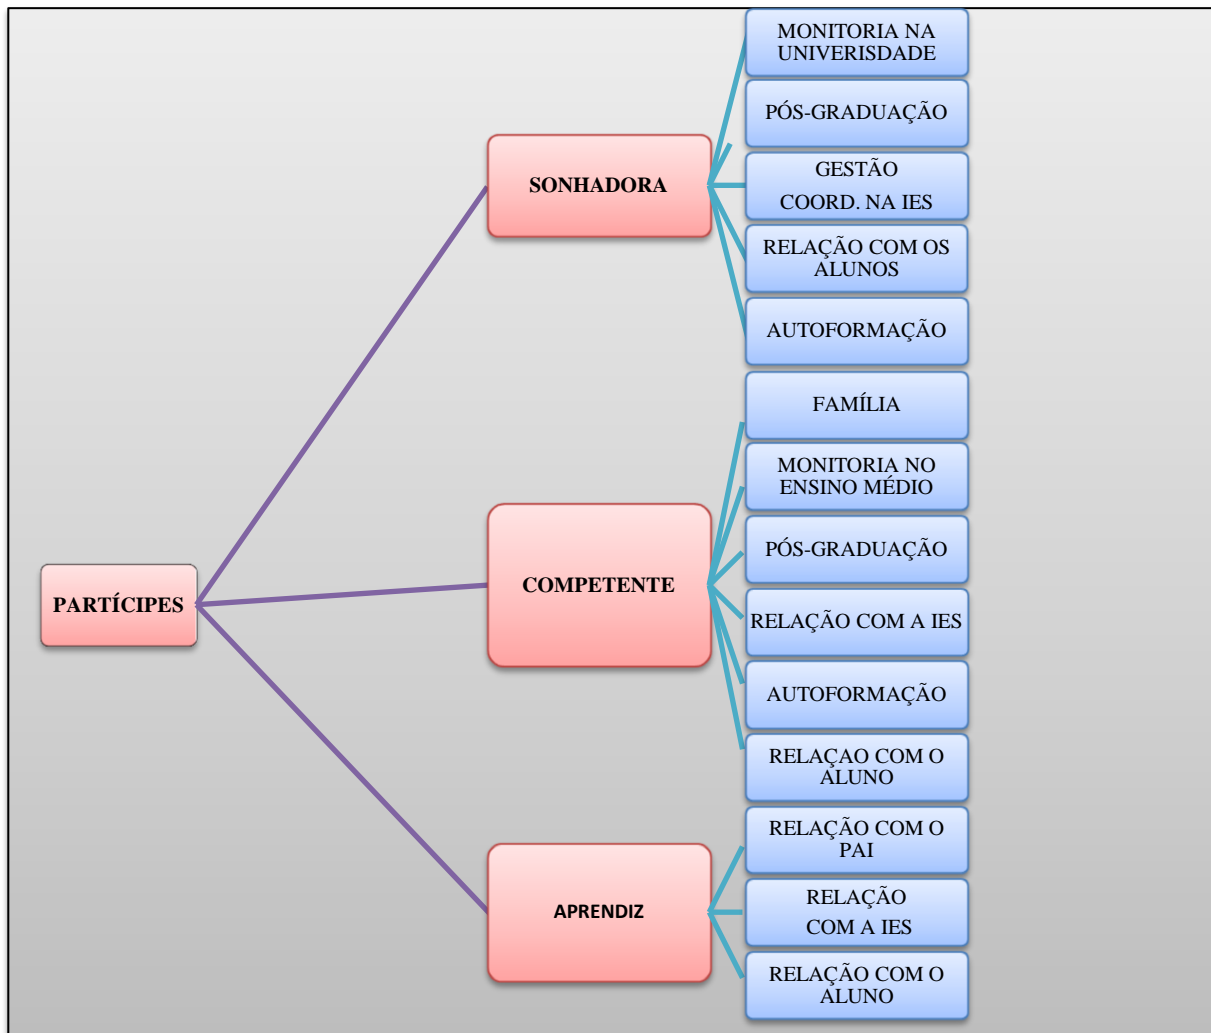 MONITORIA NA
UNIVERISDADE
PÓS-GRADUAÇÃO
SONHADORA
GESTÃO
COORD. NA IES
RELAÇÃO COM OS
ALUNOS
AUTOFORMAÇÃO
FAMÍLIA
MONITORIA NO
ENSINO MÉDIO
PÓS-GRADUAÇÃO
PARTÍCIPES
COMPETENTE
RELAÇÃO COM A IES
AUTOFORMAÇÃO
RELAÇAO COM O
ALUNO
RELAÇÃO COM O
PAI
APRENDIZ
RELAÇÃO
COM A IES
RELAÇÃO COM O
ALUNO